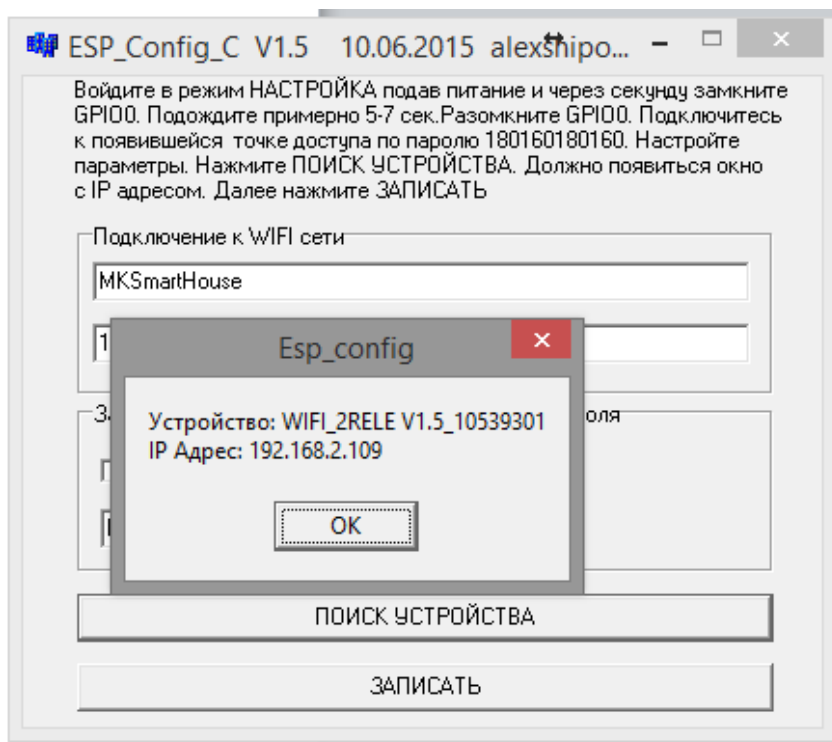 ESP_Config_C V1.5 10.06.2015 alexshipo...
Войдите в режим НАСТРОЙКА подав питание и через секунду замкните
GPIO0. Подождите примерно 5-7 сек.Разомкните GPIO0. Подключитесь
к появившейся точке доступа по паролю 180160180160. Настройте
параметры. Нажмите ПОИСК УСТРОЙСТВА. Должно появиться окно
с IP адресом. Далее нажмите ЗАПИСАТЬ
Подключение к WIFI сети
MKSmartHouse
Esp_config
Устройство: WIFI_2RELE V1.5_10539301
IP Адрес: 192.168.2.109
OK
ПОИСК УСТРОЙСТВА
ЗАПИСАТЬ